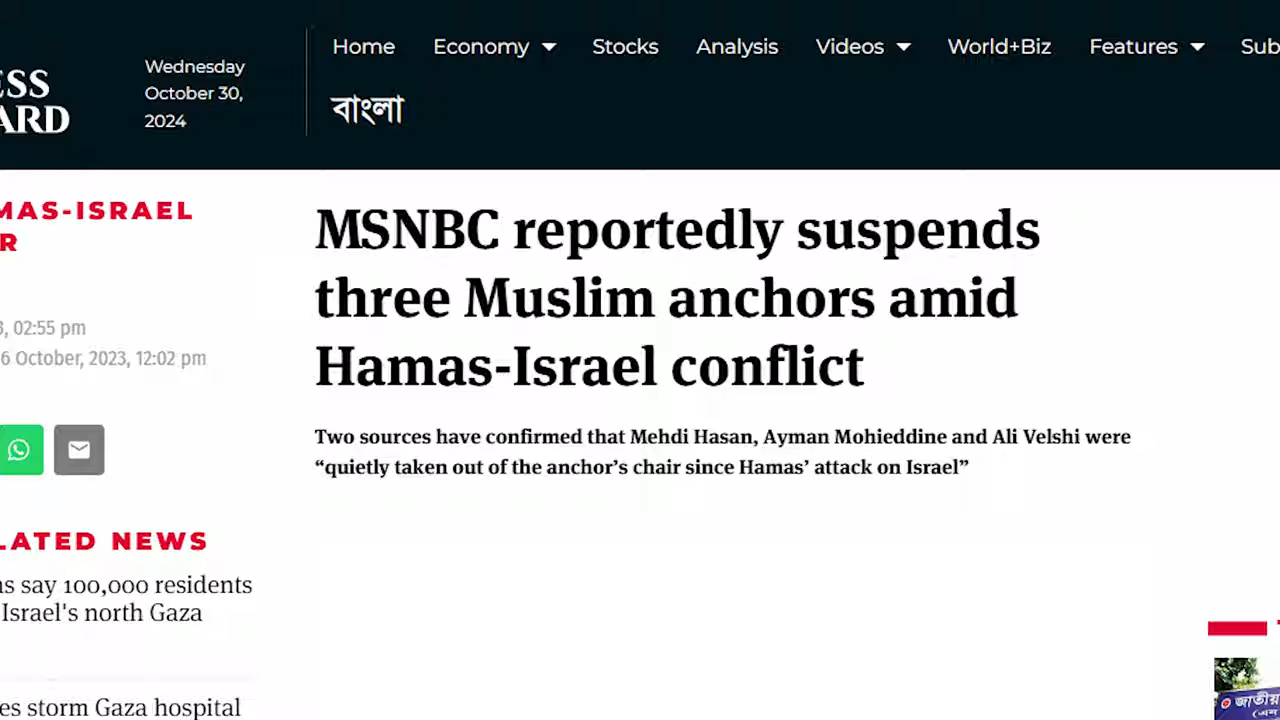 Home Economy Stocks Analysis Videos World+Biz Features Sub
Wednesday
October 30,
2024
ESS
ARD
বাংলা
MAS-ISRAEL
R
3, 02:55 pm
6 October, 2023, 12:02 pm
MSNBC reportedly suspends
three Muslim anchors amid
Hamas-Israel conflict
Two sources have confirmed that Mehdi Hasan, Ayman Mohieddine and Ali Velshi were
“quietly taken out of the anchor’s chair since Hamas’ attack on Israel”
LATED NEWS
ns say 100,000 residents
Israel's north Gaza
es storm Gaza hospital
জাতীয়